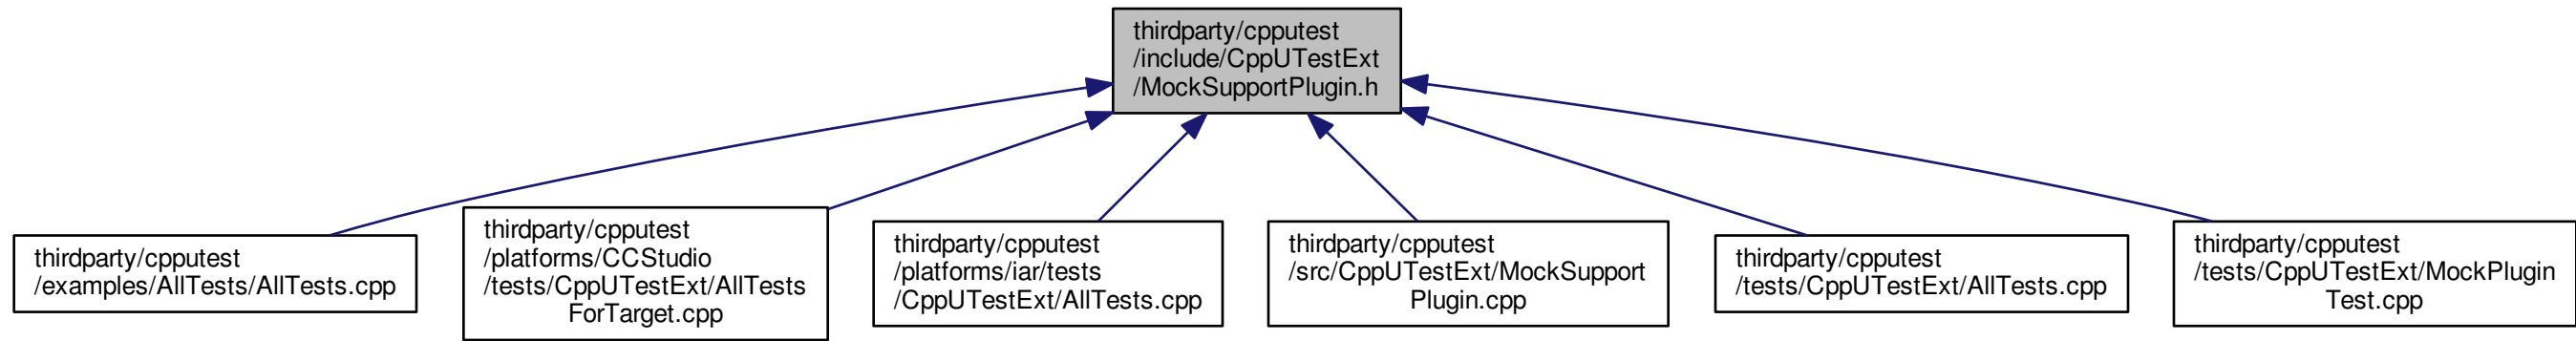 thirdparty/cpputest
/include/CppUTestExt
/MockSupportPlugin.h
thirdparty/cpputest
/examples/AllTests/AllTests.cpp
thirdparty/cpputest
/platforms/CCStudio
/tests/CppUTestExt/AllTests
ForTarget.cpp
thirdparty/cpputest
/platforms/iar/tests
/CppUTestExt/AllTests.cpp
thirdparty/cpputest
/src/CppUTestExt/MockSupport
Plugin.cpp
thirdparty/cpputest
/tests/CppUTestExt/AllTests.cpp
thirdparty/cpputest
/tests/CppUTestExt/MockPlugin
Test.cpp